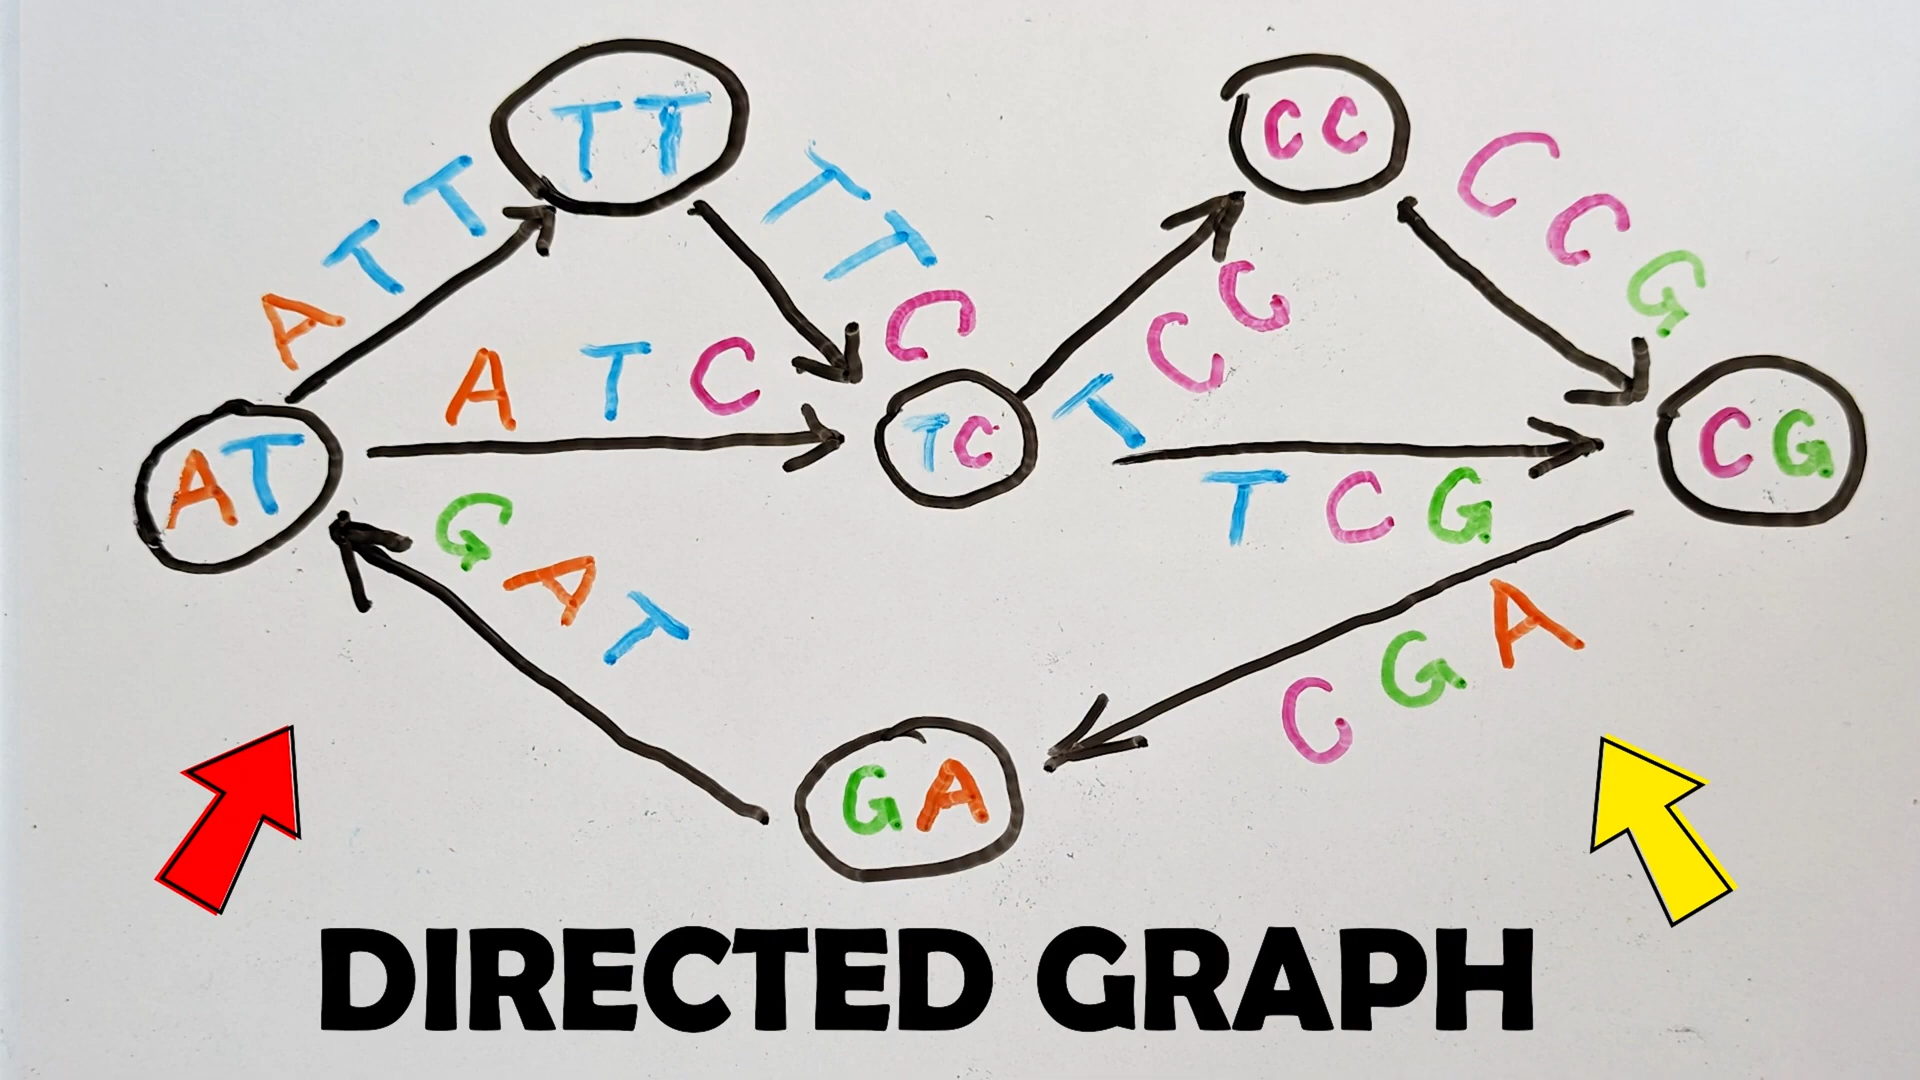 TT
CC
ATT
TTC
CCG
ATC
TCC
AT
TC
CG
GAT
TCG
CGA
GA
DIRECTED GRAPH